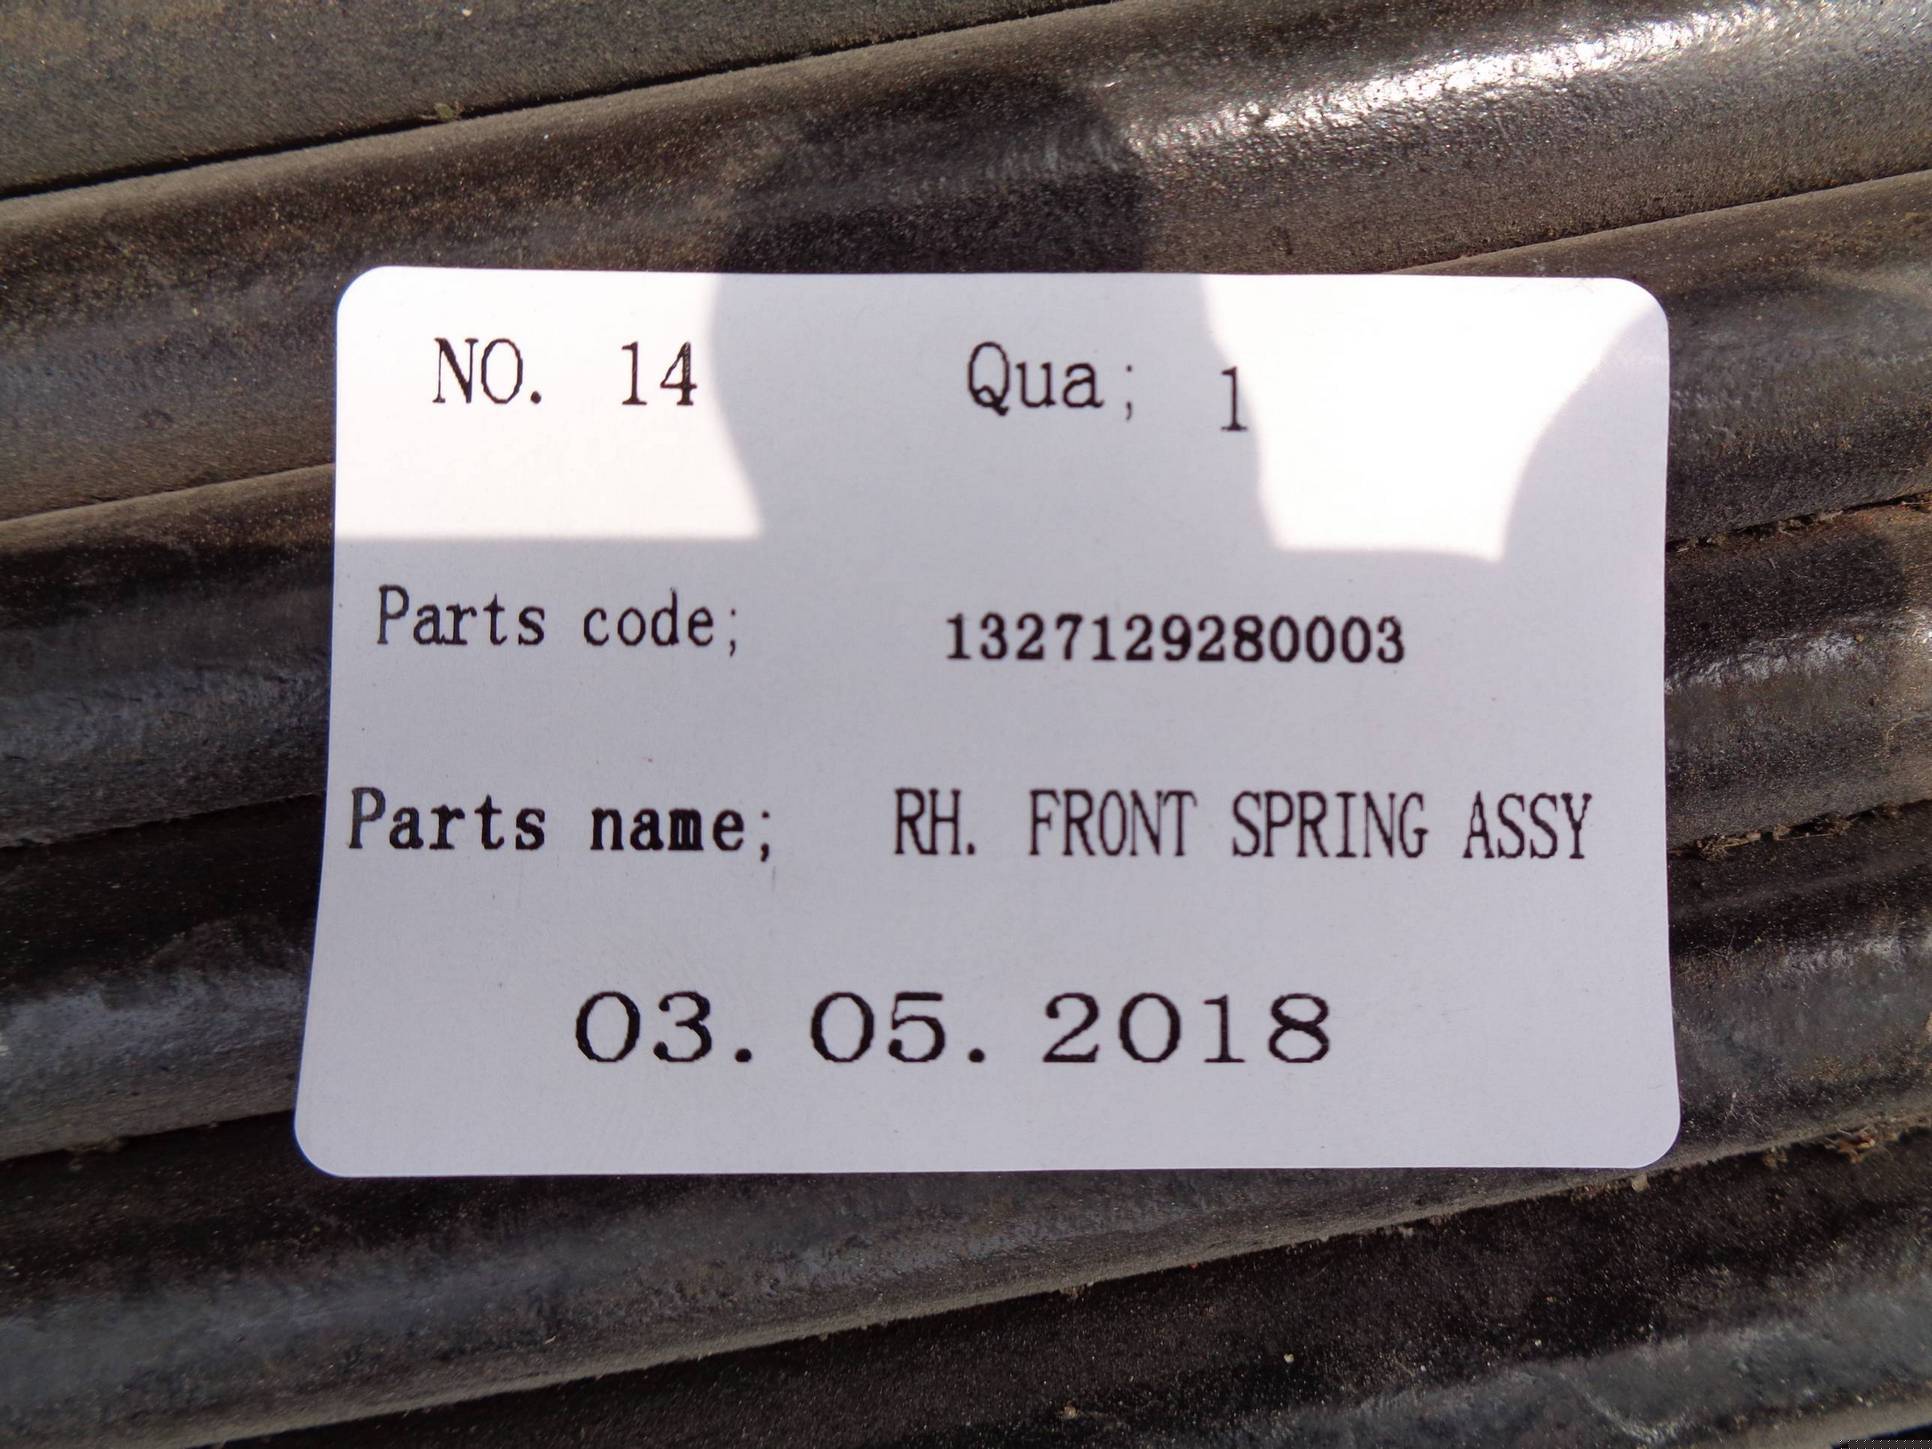 NO. 14 Qua; 1
Parts code; 1327129280003
Parts name; RH. FRONT SPRING ASSY
03. 05. 2018